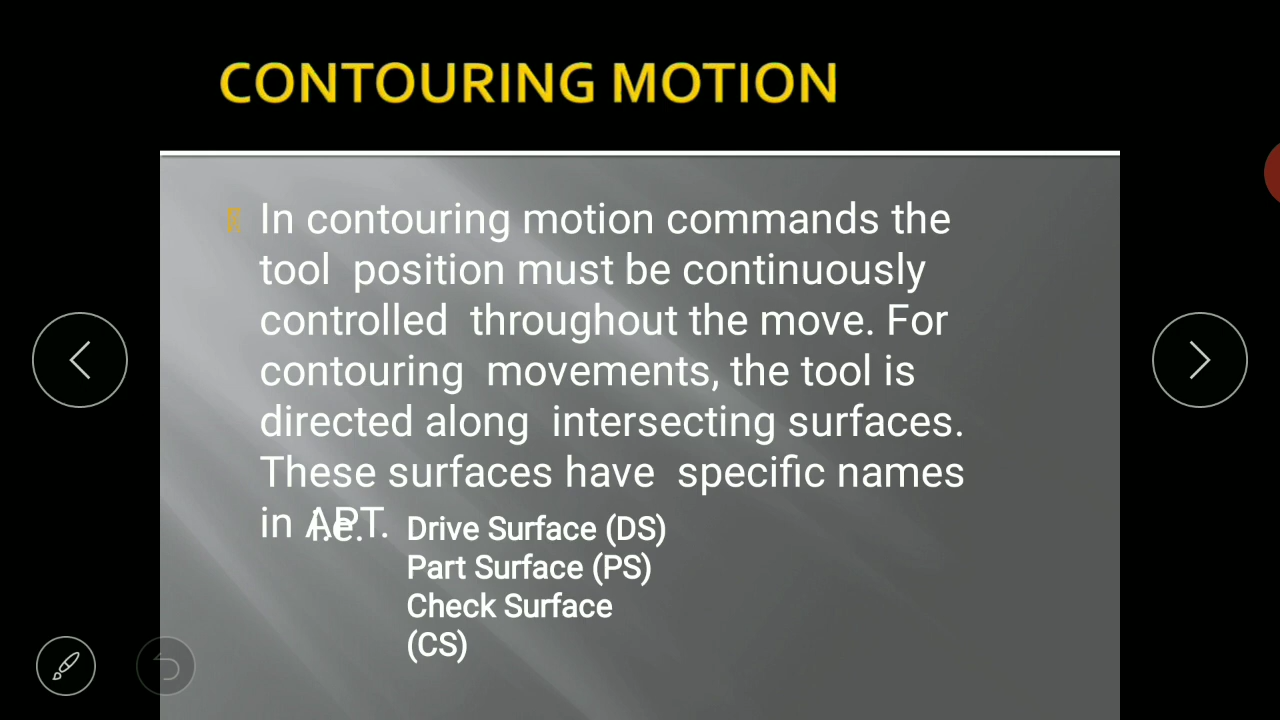 CONTOURING MOTION
In contouring motion commands the
tool position must be continuously
controlled throughout the move. For
contouring movements, the tool is
directed along intersecting surfaces.
These surfaces have specific names
in APT.
i.e. Drive Surface (DS)
Part Surface (PS)
Check Surface
(CS)